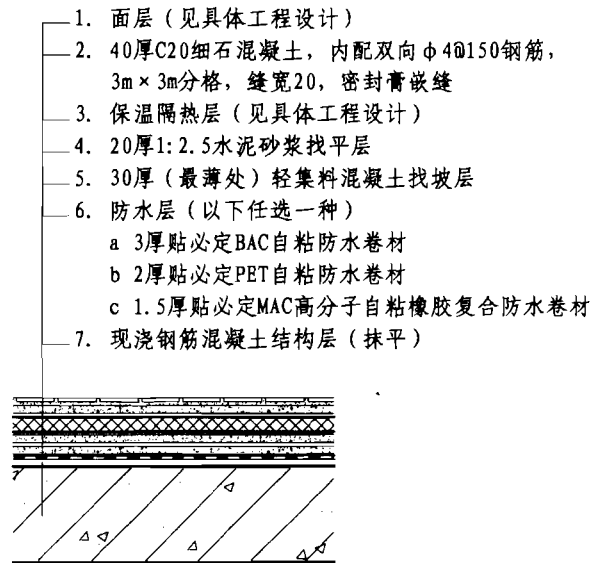 1. 面层（见具体工程设计）
2. 40厚C20细石混凝土，内配双向φ4@150钢筋，
3m×3m分格，缝宽20，密封膏嵌缝
3. 保温隔热层（见具体工程设计）
4. 20厚1:2.5水泥砂浆找平层
5. 30厚（最薄处）轻集料混凝土找坡层
6. 防水层（以下任选一种）
a 3厚贴必定BAC自粘防水卷材
b 2厚贴必定PET自粘防水卷材
c 1.5厚贴必定MAC高分子自粘橡胶复合防水卷材
7. 现浇钢筋混凝土结构层（抹平）